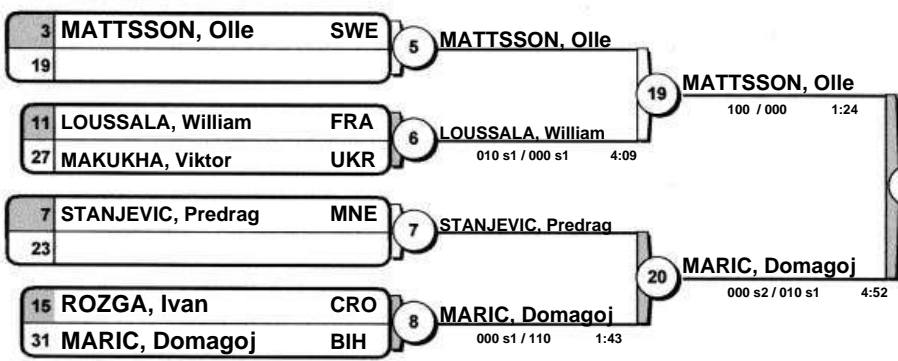 3 MATTSSON, Olle SWE
19
5
MATTSSON, Olle
11 LOUSSALA, William FRA
27 MAKUKHA, Viktor UKR
6
LOUSSALA, William
010 s1 / 000 s1 4:09
19
MATTSSON, Olle
100 / 000 1:24
7 STANJEVIC, Predrag MNE
23
7
STANJEVIC, Predrag
15 ROZGA, Ivan CRO
31 MARIC, Domagoj BIH
8
MARIC, Domagoj
000 s1 / 110 1:43
20
MARIC, Domagoj
000 s2 / 010 s1 4:52